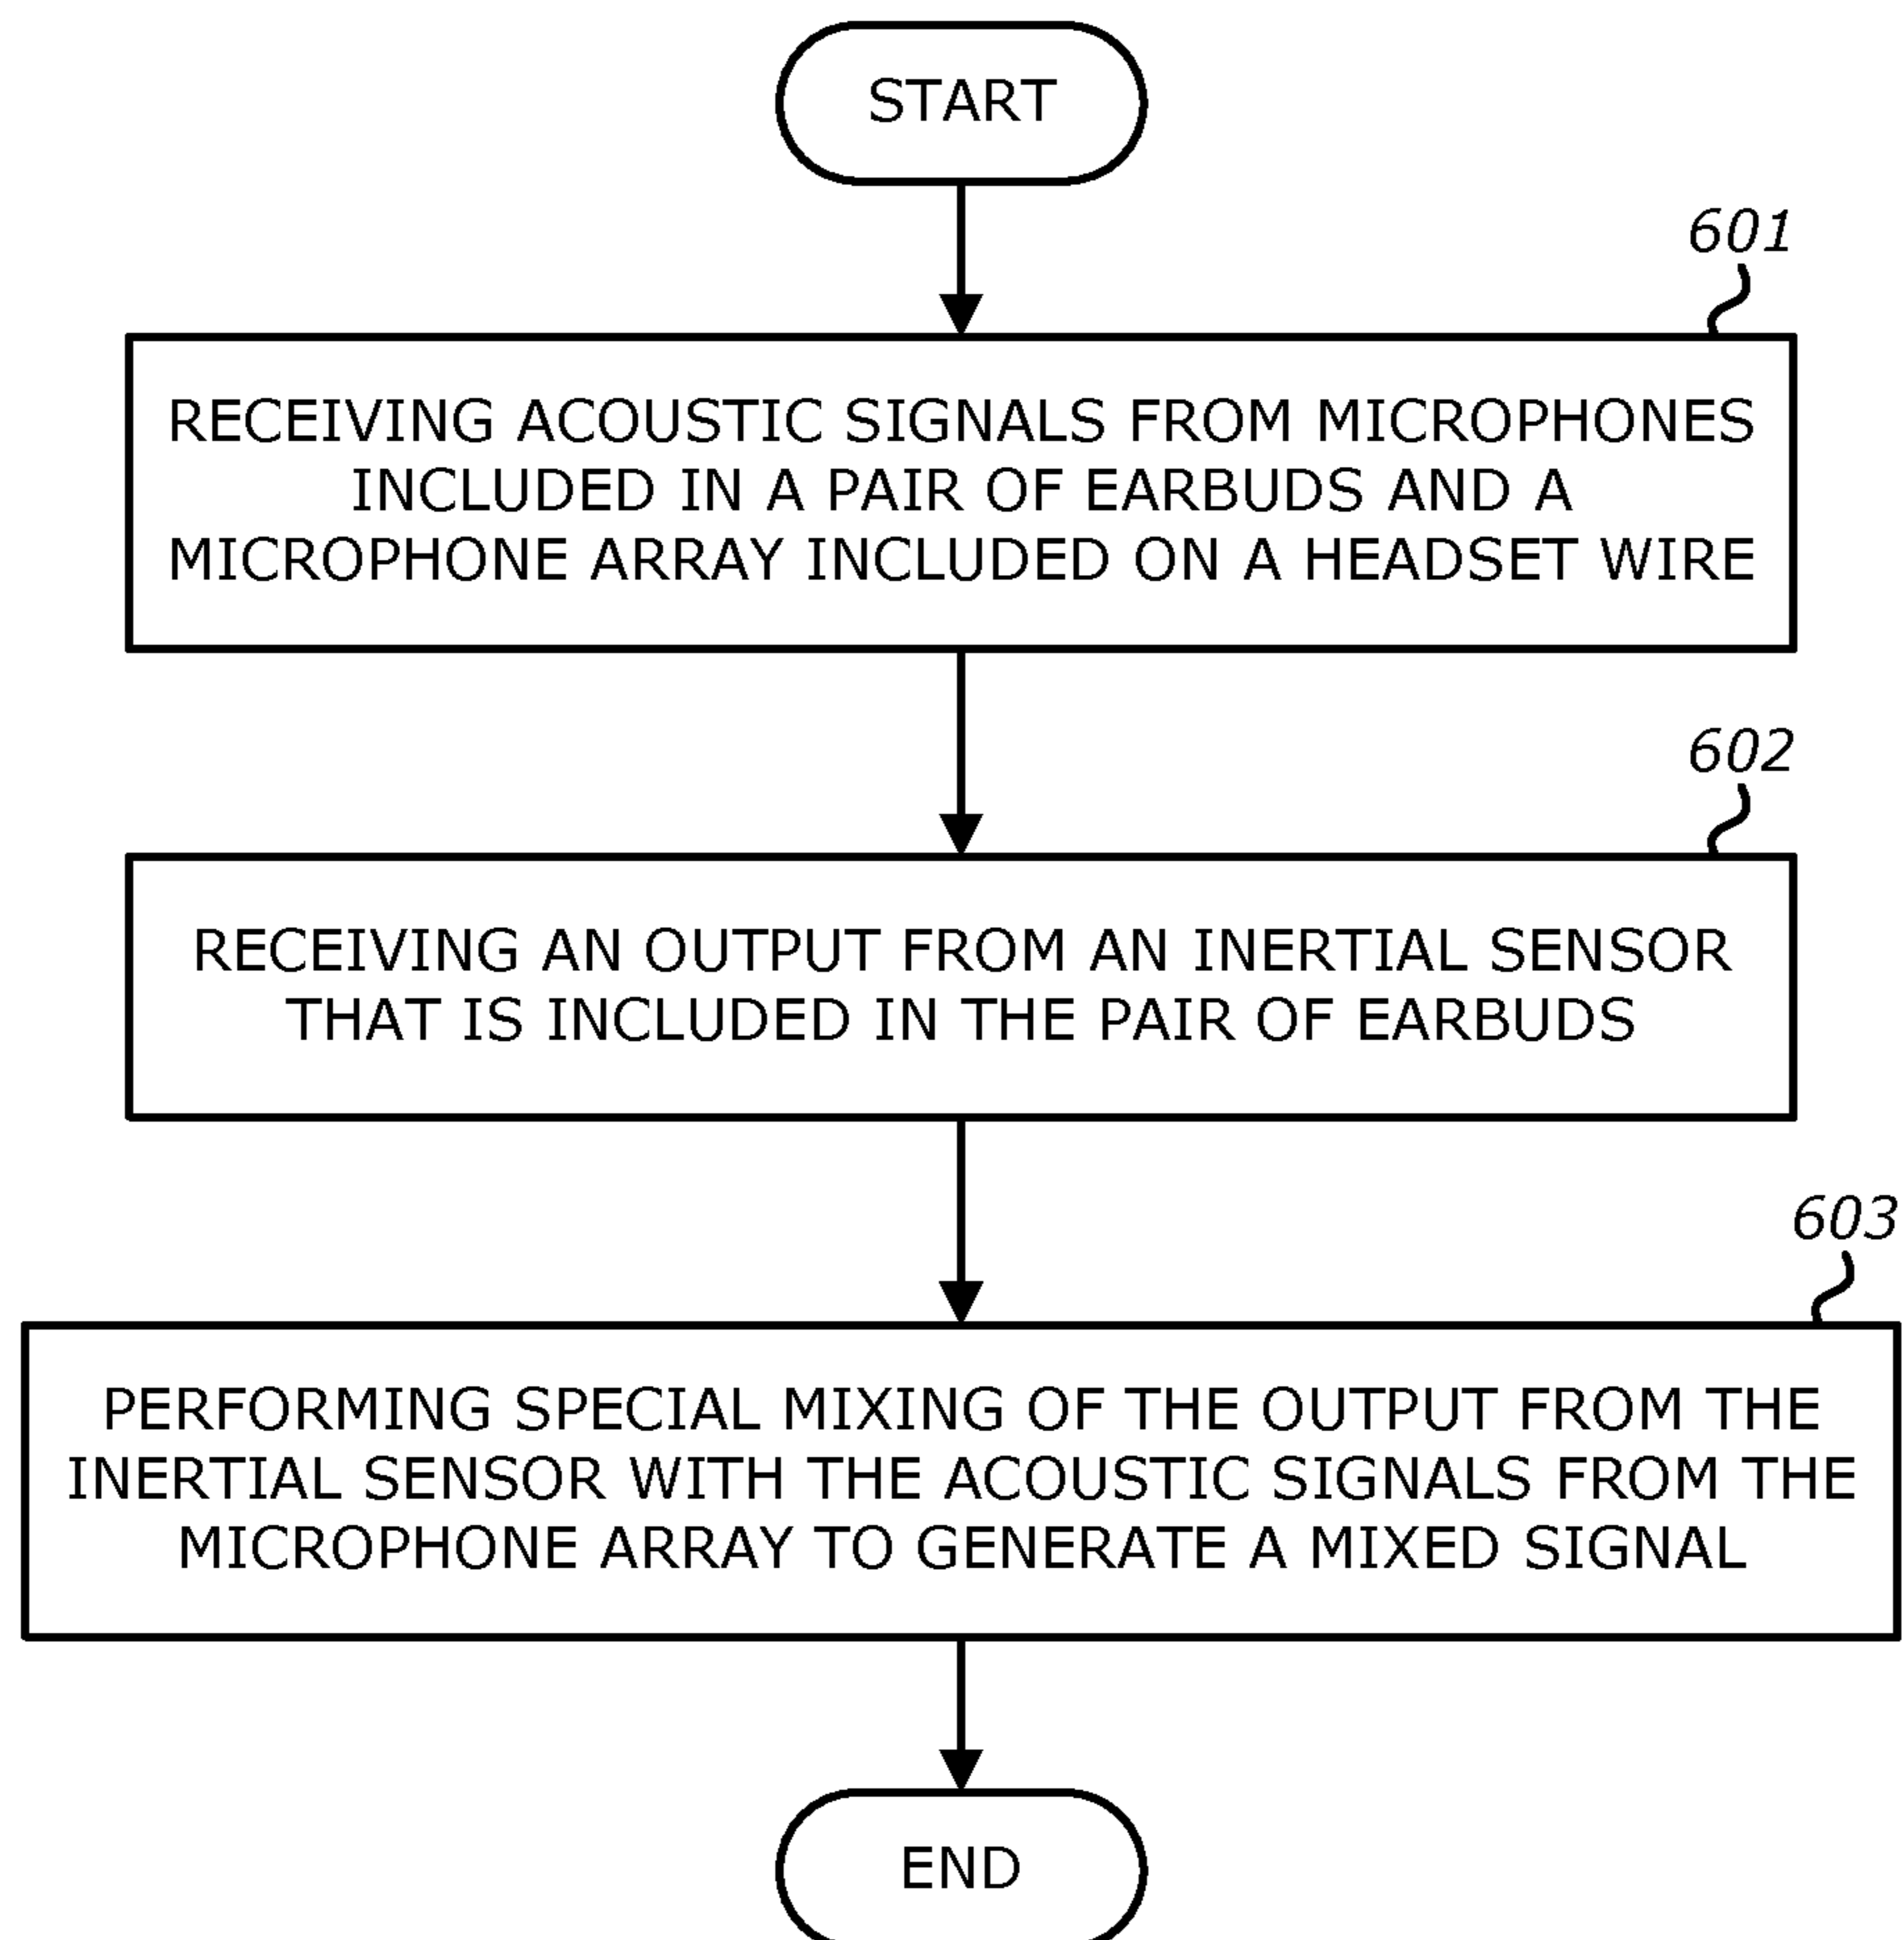 START
601
RECEIVING ACOUSTIC SIGNALS FROM MICROPHONES
INCLUDED IN A PAIR OF EARBUDS AND A
MICROPHONE ARRAY INCLUDED ON A HEADSET WIRE
602
RECEIVING AN OUTPUT FROM AN INERTIAL SENSOR
THAT IS INCLUDED IN THE PAIR OF EARBUDS
603
PERFORMING SPECIAL MIXING OF THE OUTPUT FROM THE
INERTIAL SENSOR WITH THE ACOUSTIC SIGNALS FROM THE
MICROPHONE ARRAY TO GENERATE A MIXED SIGNAL
END